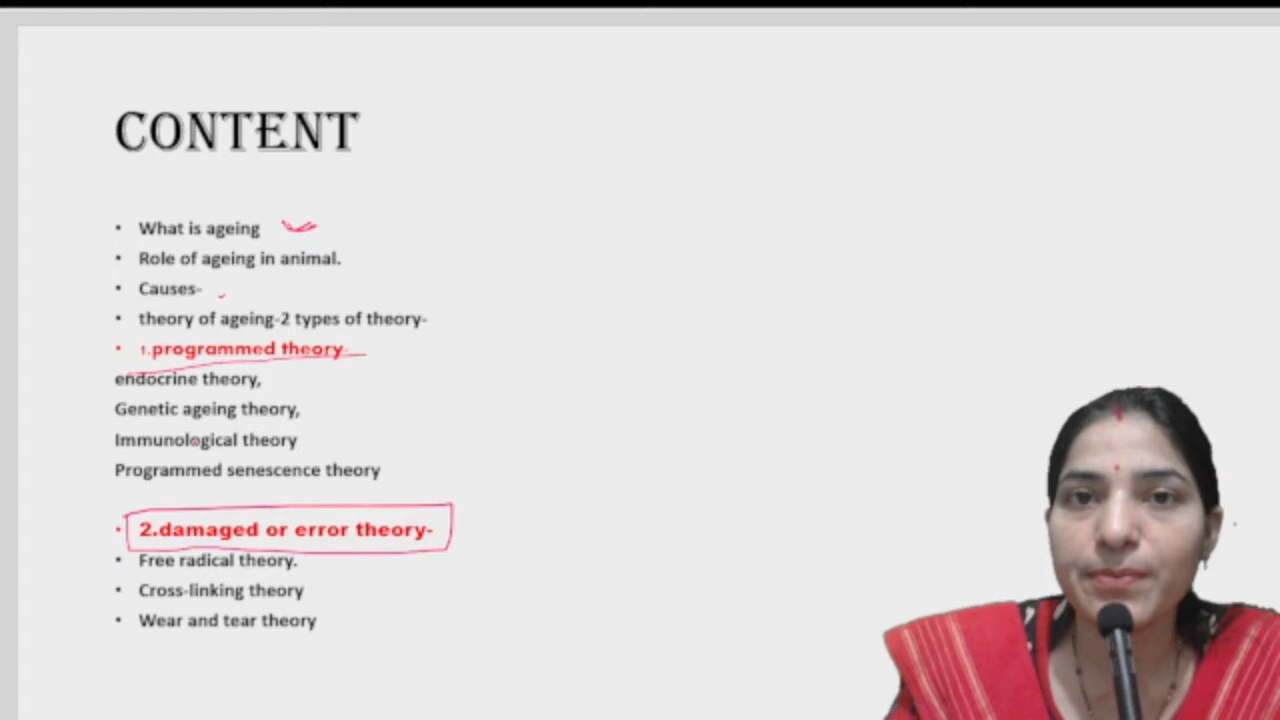 CONTENT
• What is ageing
• Role of ageing in animal.
• Causes-
• theory of ageing-2 types of theory-
• 1.programmed theory-
endocrine theory,
Genetic ageing theory,
Immunological theory
Programmed senescence theory
• 2.damaged or error theory-
• Free radical theory.
• Cross-linking theory
• Wear and tear theory